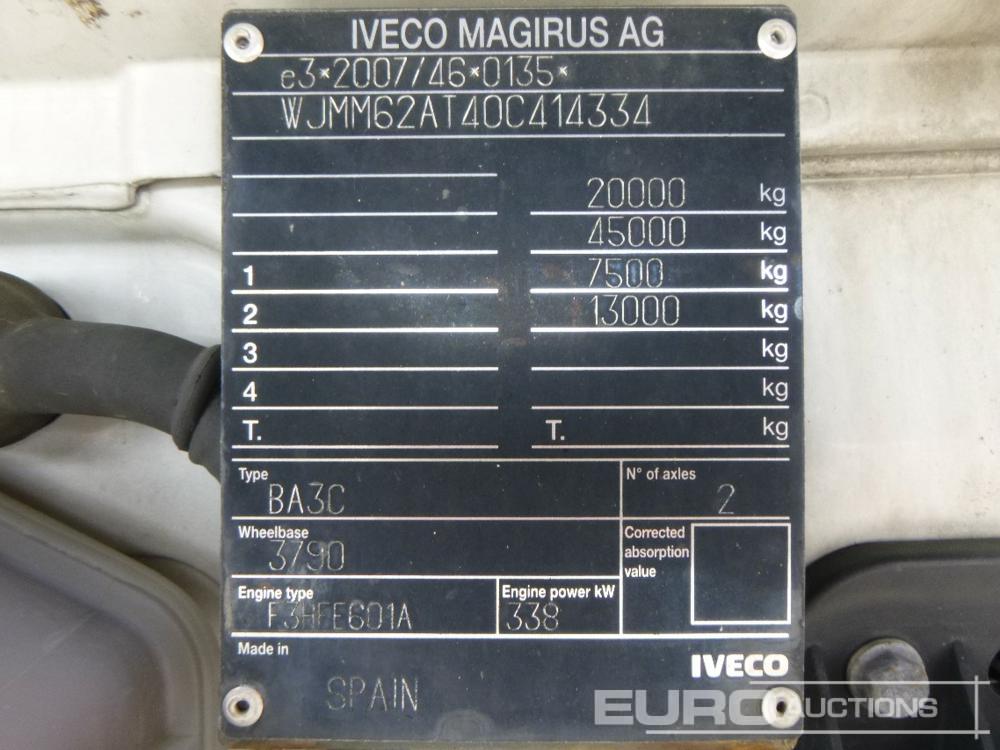 IVECO MAGIRUS AG
e3*2007/46*0135*
WJMM62AT40C414334
20000 kg
45000 kg
1 7500 kg
2 13000 kg
3 kg
4 kg
T. T. kg
Type N° of axles
BA3C 2
Wheelbase Corrected
3790 absorption
value
Engine type Engine power kW
F3HFE601A 338
Made in IVECO
SPAIN
EURO AUCTIONS